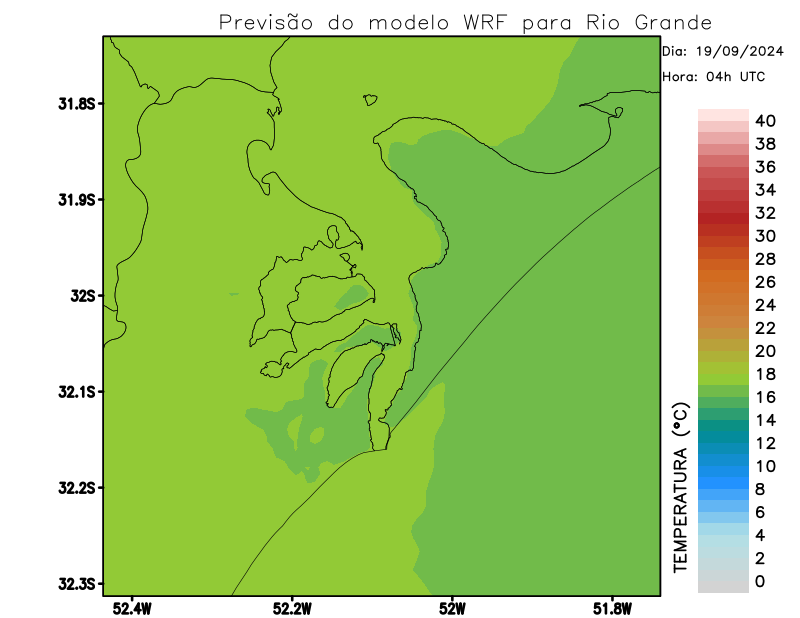 Previsão do modelo WRF para Rio Grande
Dia: 19/09/2024
Hora: 04h UTC
31.8S
31.9S
32S
32.1S
32.2S
32.3S
52.4W
52.2W
52W
51.8W
TEMPERATURA (°C)
40
38
36
34
32
30
28
26
24
22
20
18
16
14
12
10
8
6
4
2
0